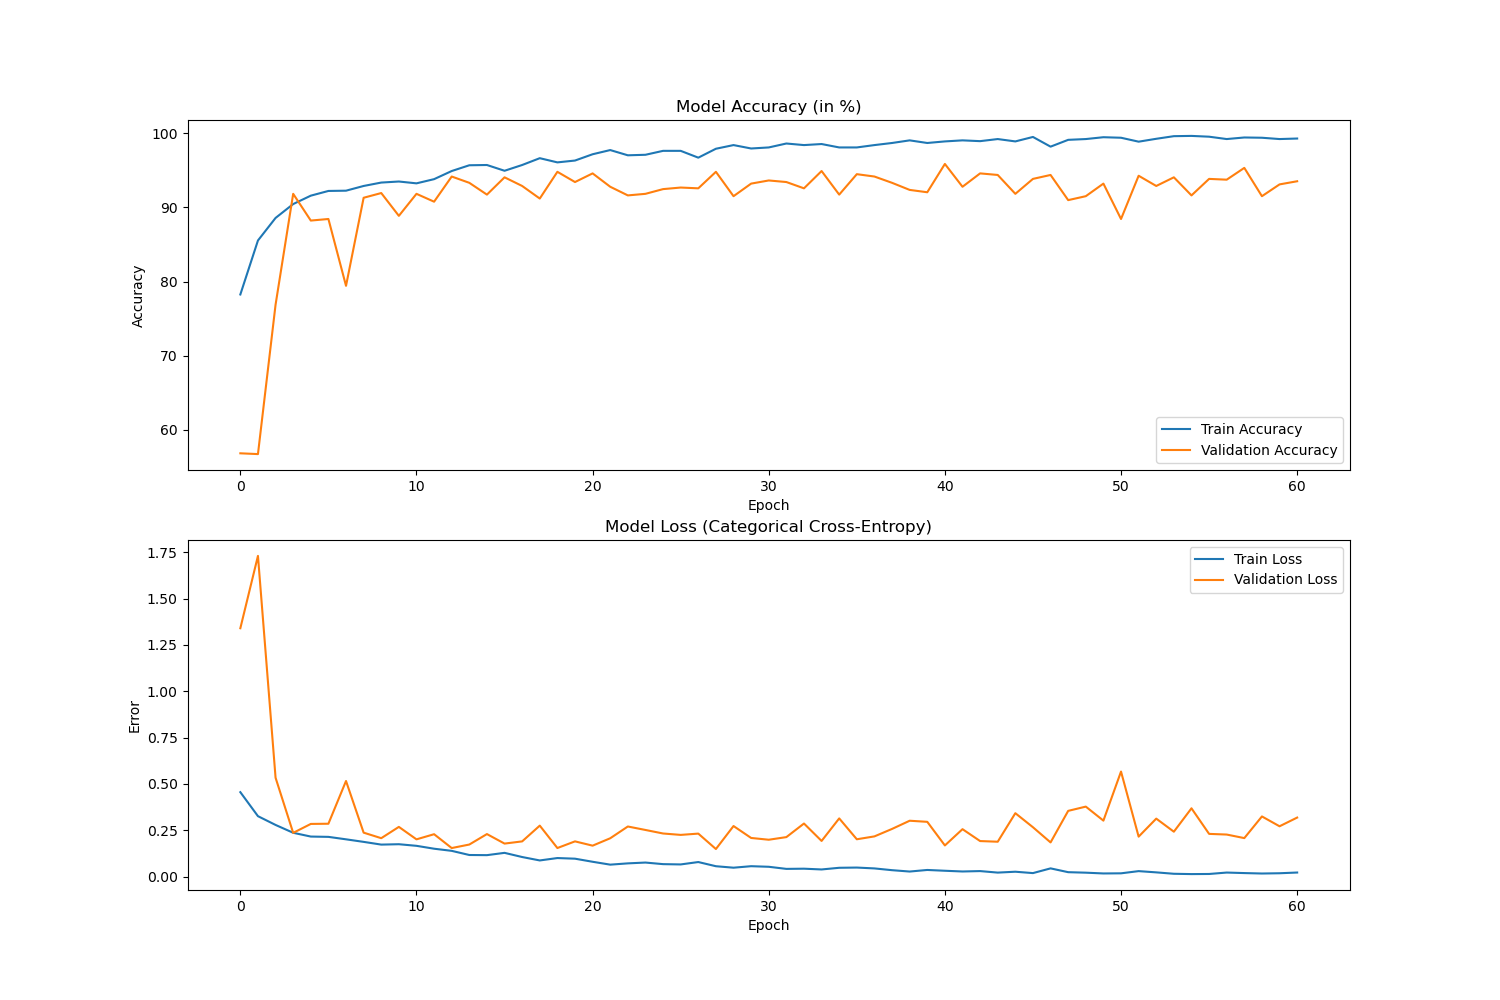 Model Accuracy (in %)
100
90
80
70
60
Accuracy
Train Accuracy
Validation Accuracy
0 10 20 30 40 50 60
Epoch
Model Loss (Categorical Cross-Entropy)
1.75
1.50
1.25
1.00
0.75
0.50
0.25
0.00
Error
Train Loss
Validation Loss
0 10 20 30 40 50 60
Epoch